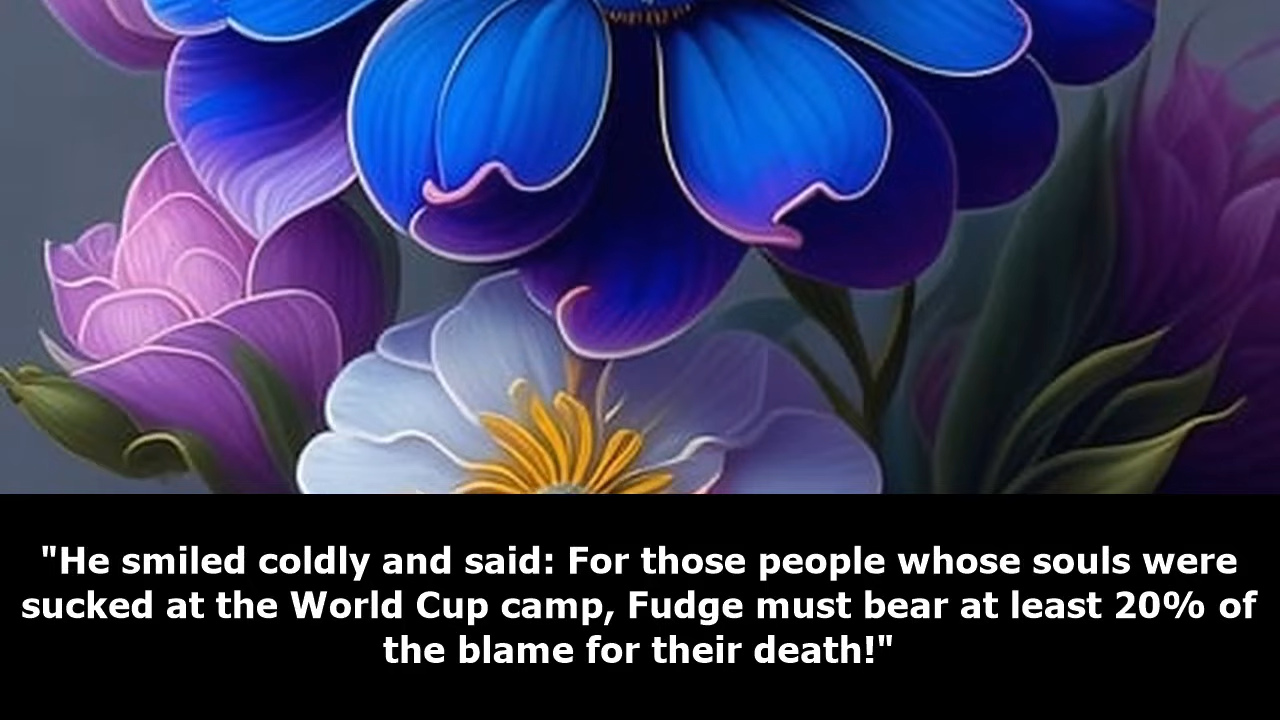 "He smiled coldly and said: For those people whose souls were
sucked at the World Cup camp, Fudge must bear at least 20% of
the blame for their death!"